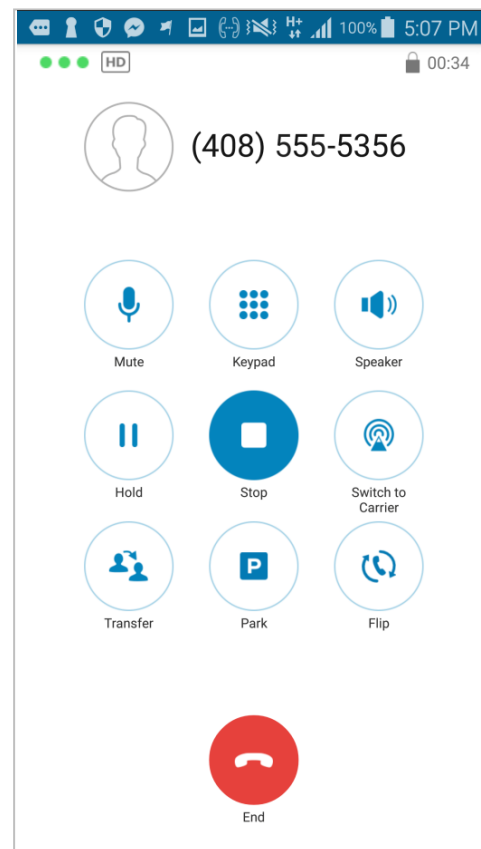 H+ 100% 5:07 PM
HD 00:34
(408) 555-5356
Mute Keypad Speaker
Hold Stop Switch to
Carrier
P
Transfer Park Flip
End